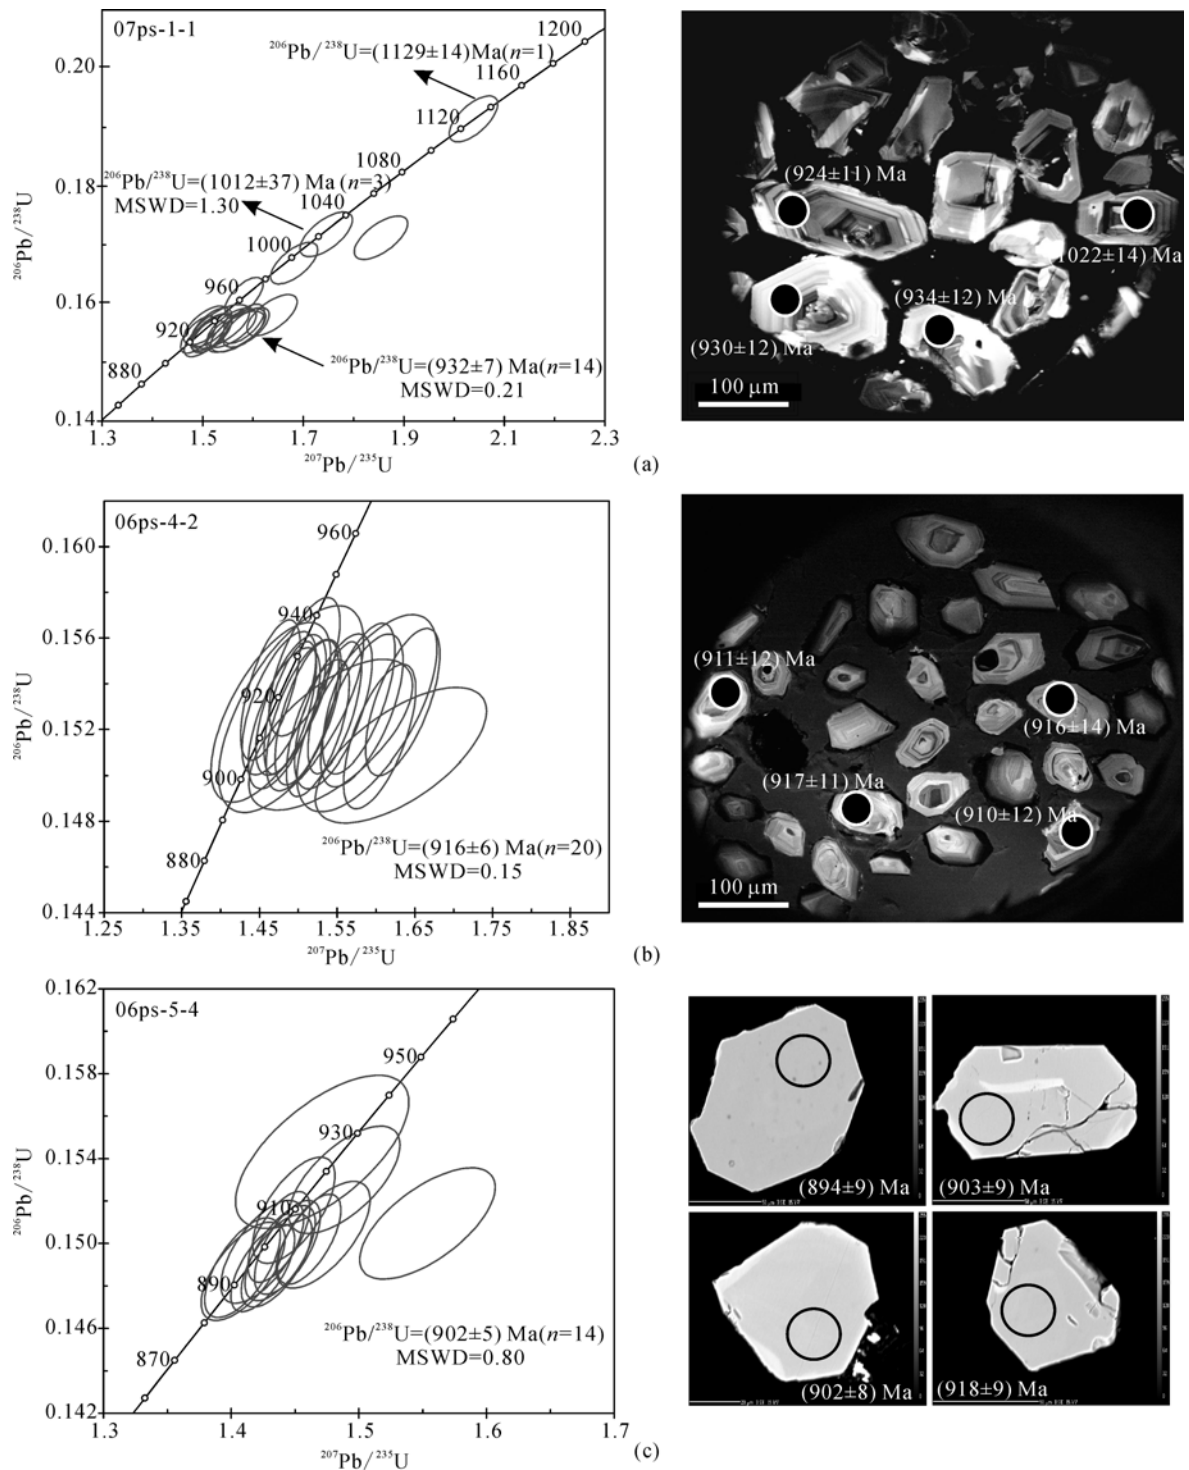 07ps-1-1
²⁰⁶Pb/²³⁸U=(1129±14)Ma(n=1)
1200
1160
1120
1080
²⁰⁶Pb/²³⁸U=(1012±37) Ma (n=3)
MSWD=1.30
1040
1000
960
920
880
²⁰⁶Pb/²³⁸U=(932±7) Ma(n=14)
MSWD=0.21
0.20
0.18
0.16
0.14
²⁰⁶Pb/²³⁸U
1.3 1.5 1.7 1.9 2.1 2.3
²⁰⁷Pb/²³⁵U
(924±11) Ma
1022±14) Ma
(934±12) Ma
(930±12) Ma
100 μm
(a)
06ps-4-2
960
940
920
900
880
²⁰⁶Pb/²³⁸U=(916±6) Ma(n=20)
MSWD=0.15
0.160
0.156
0.152
0.148
0.144
²⁰⁶Pb/²³⁸U
1.25 1.35 1.45 1.55 1.65 1.75 1.85
²⁰⁷Pb/²³⁵U
(911±12) Ma
(916±14) Ma
(917±11) Ma
(910±12) Ma
100 μm
(b)
06ps-5-4
950
930
910
890
870
²⁰⁶Pb/²³⁸U=(902±5) Ma(n=14)
MSWD=0.80
0.162
0.158
0.154
0.150
0.146
0.142
²⁰⁶Pb/²³⁸U
1.3 1.4 1.5 1.6 1.7
²⁰⁷Pb/²³⁵U
(894±9) Ma
(903±9) Ma
(902±8) Ma
(918±9) Ma
(c)